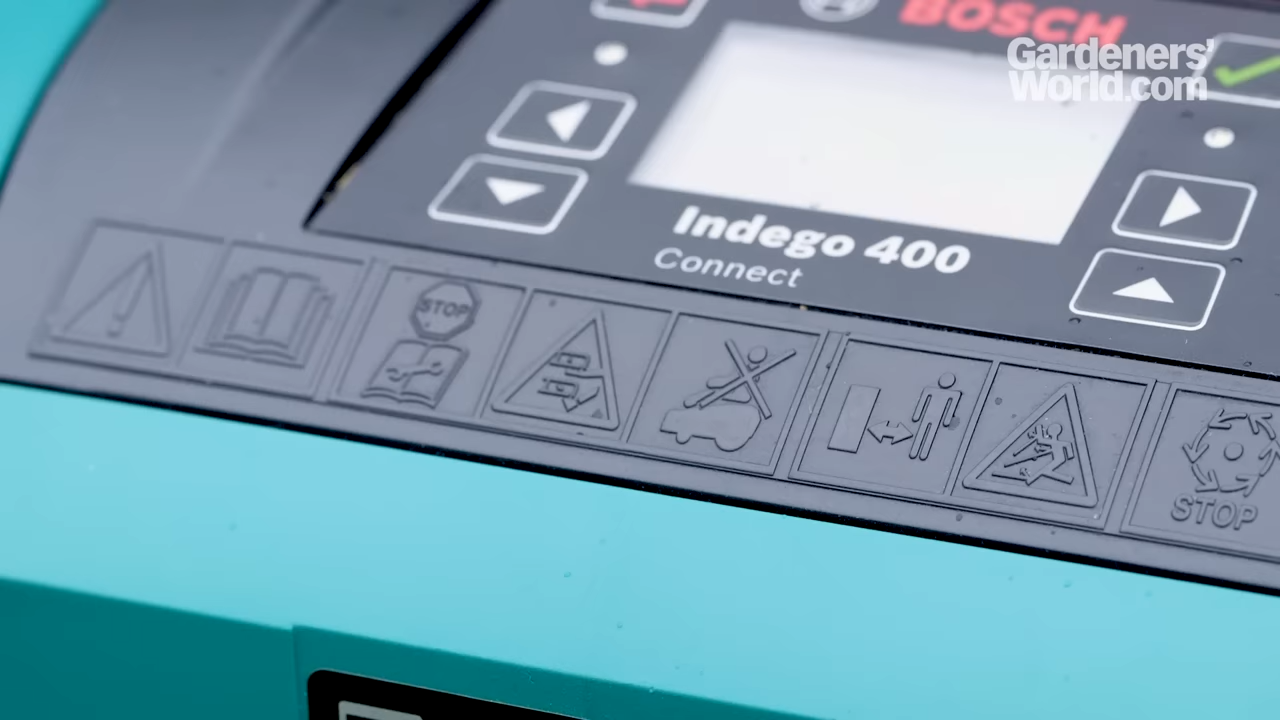 BOSCH
Gardeners'
World.com
Indego 400
Connect
STOP
STOP